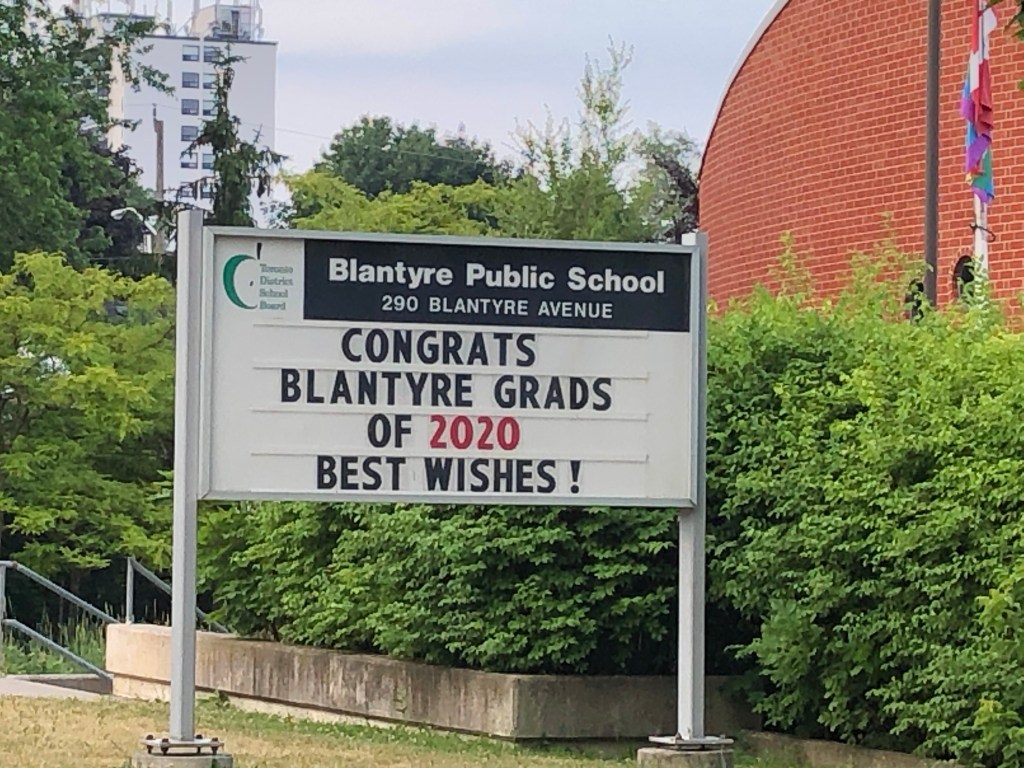 Toronto
District
School
Board
Blantyre Public School
290 BLANTYRE AVENUE
CONGRATS
BLANTYRE GRADS
OF 2020
BEST WISHES!